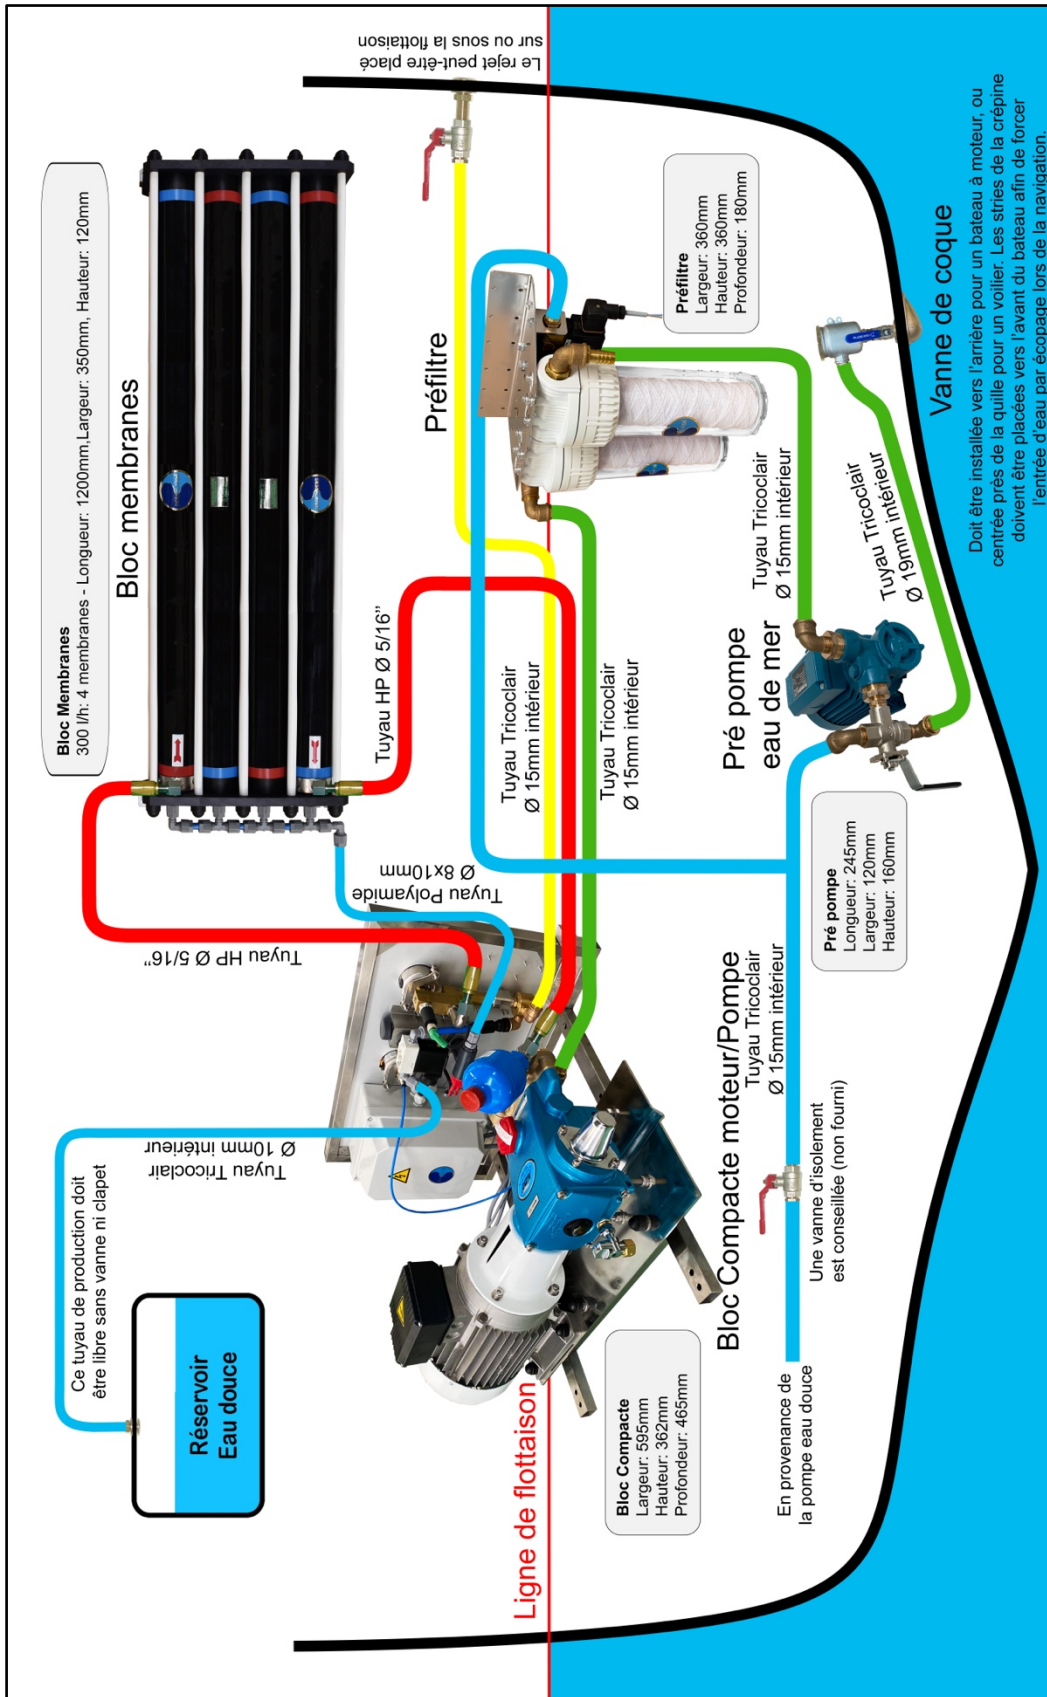 Bloc Membranes
300 l/h: 4 membranes - Longueur: 1200mm,Largeur: 350mm, Hauteur: 120mm
Bloc membranes
Le rejet peut-être placé
sur ou sous la flottaison
Ce tuyau de production doit
être libre sans vanne ni clapet
Réservoir
Eau douce
Tuyau Tricoclair
Ø 10mm intérieur
Tuyau HP Ø 5/16”
Tuyau Polyamide
Ø 8x10mm
Tuyau HP Ø 5/16”
Préfiltre
Préfiltre
Largeur: 360mm
Hauteur: 360mm
Profondeur: 180mm
Tuyau Tricoclair
Ø 15mm intérieur
Tuyau Tricoclair
Ø 15mm intérieur
Ligne de flottaison
Bloc Compacte
Largeur: 595mm
Hauteur: 362mm
Profondeur: 465mm
Bloc Compacte moteur/Pompe
Tuyau Tricoclair
Ø 15mm intérieur
Pré pompe
eau de mer
Pré pompe
Longueur: 245mm
Largeur: 120mm
Hauteur: 160mm
Tuyau Tricoclair
Ø 15mm intérieur
Tuyau Tricoclair
Ø 19mm intérieur
En provenance de
la pompe eau douce
Une vanne d’isolement
est conseillée (non fourni)
Vanne de coque
Doit être installée vers l’arrière pour un bateau à moteur, ou
centrée près de la quille pour un voilier. Les stries de la crépine
doivent être placées vers l’avant du bateau afin de forcer
l’entrée d’eau par écopage lors de la navigation.